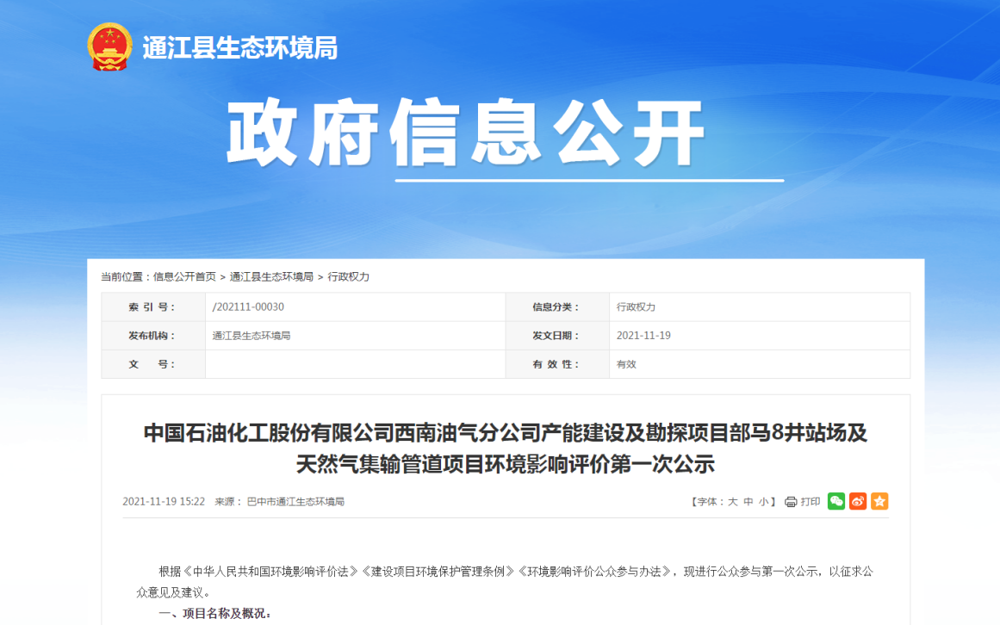 通江县生态环境局
政府信息公开
当前位置：信息公开首页 > 通江县生态环境局 > 行政权力
索 引 号： /202111-00030 信息分类： 行政权力
发布机构： 通江县生态环境局 发文日期： 2021-11-19
文 号： 有 效 性： 有效
中国石油化工股份有限公司西南油气分公司产能建设及勘探项目部马8井站场及
天然气集输管道项目环境影响评价第一次公示
2021-11-19 15:22 来源： 巴中市通江生态环境局 【字体：大 中 小】 打印
根据《中华人民共和国环境影响评价法》《建设项目环境保护管理条例》《环境影响评价公众参与办法》，现进行公众参与第一次公示，以征求公
众意见及建议。
一、项目名称及概况：